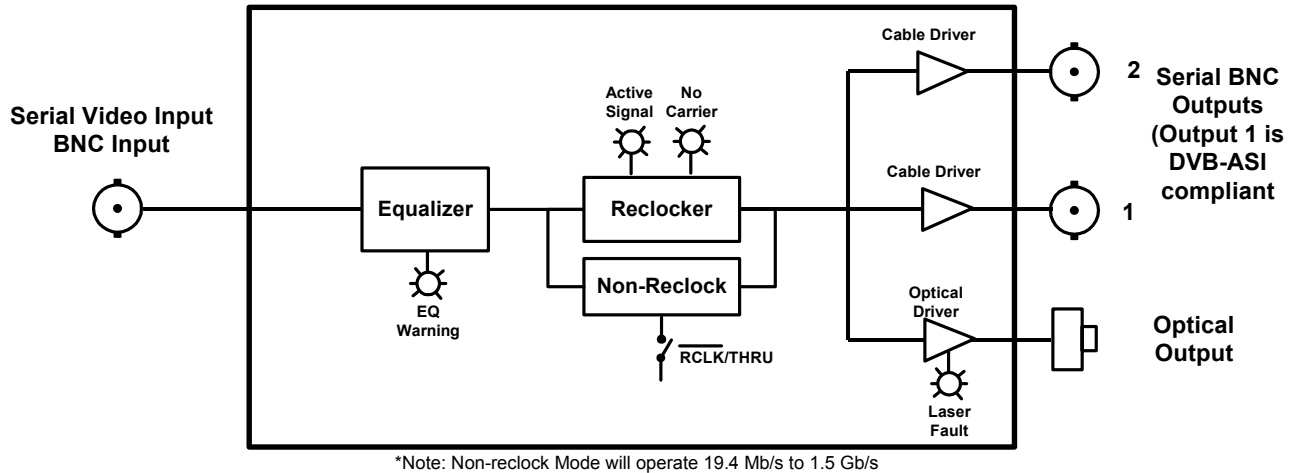 Serial Video Input
BNC Input
Equalizer
EQ
Warning
Active
Signal
No
Carrier
Reclocker
Non-Reclock
RCLK/THRU
Cable Driver
2
Cable Driver
1
Serial BNC
Outputs
(Output 1 is
DVB-ASI
compliant
Optical
Driver
Laser
Fault
Optical
Output
*Note: Non-reclock Mode will operate 19.4 Mb/s to 1.5 Gb/s